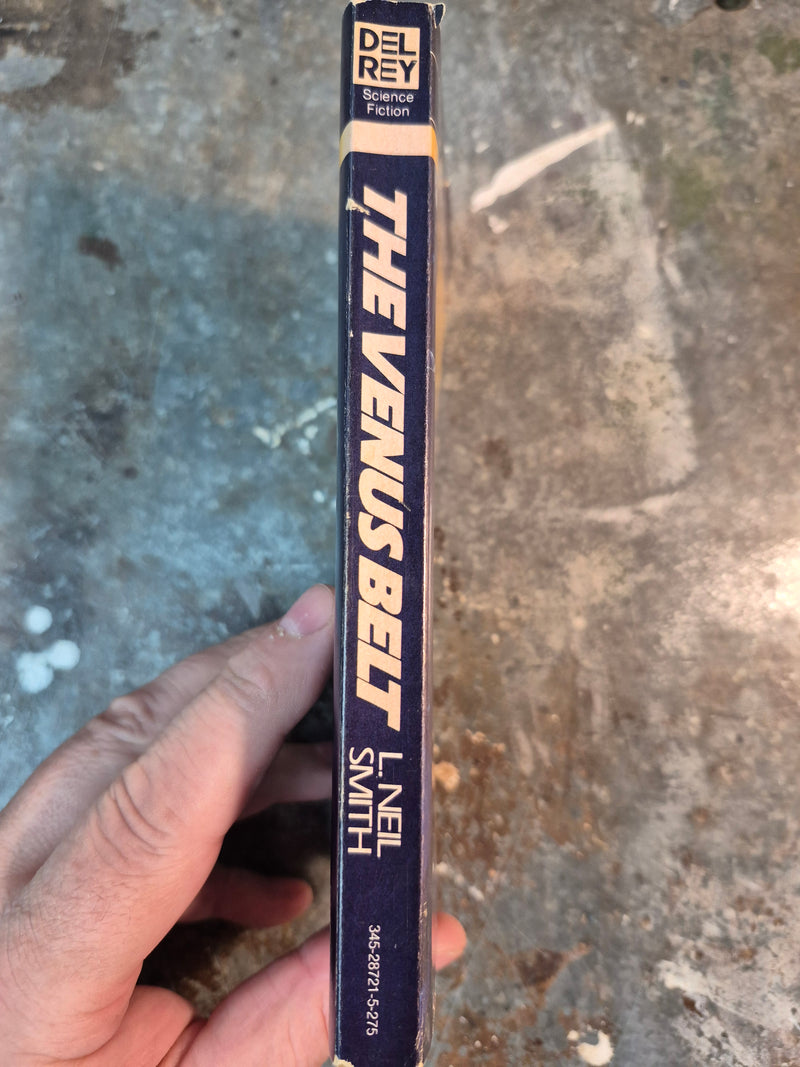 DEL
REY
Science
Fiction
THE VENUS BELT
L. NEIL
SMITH
345-28721-5-275